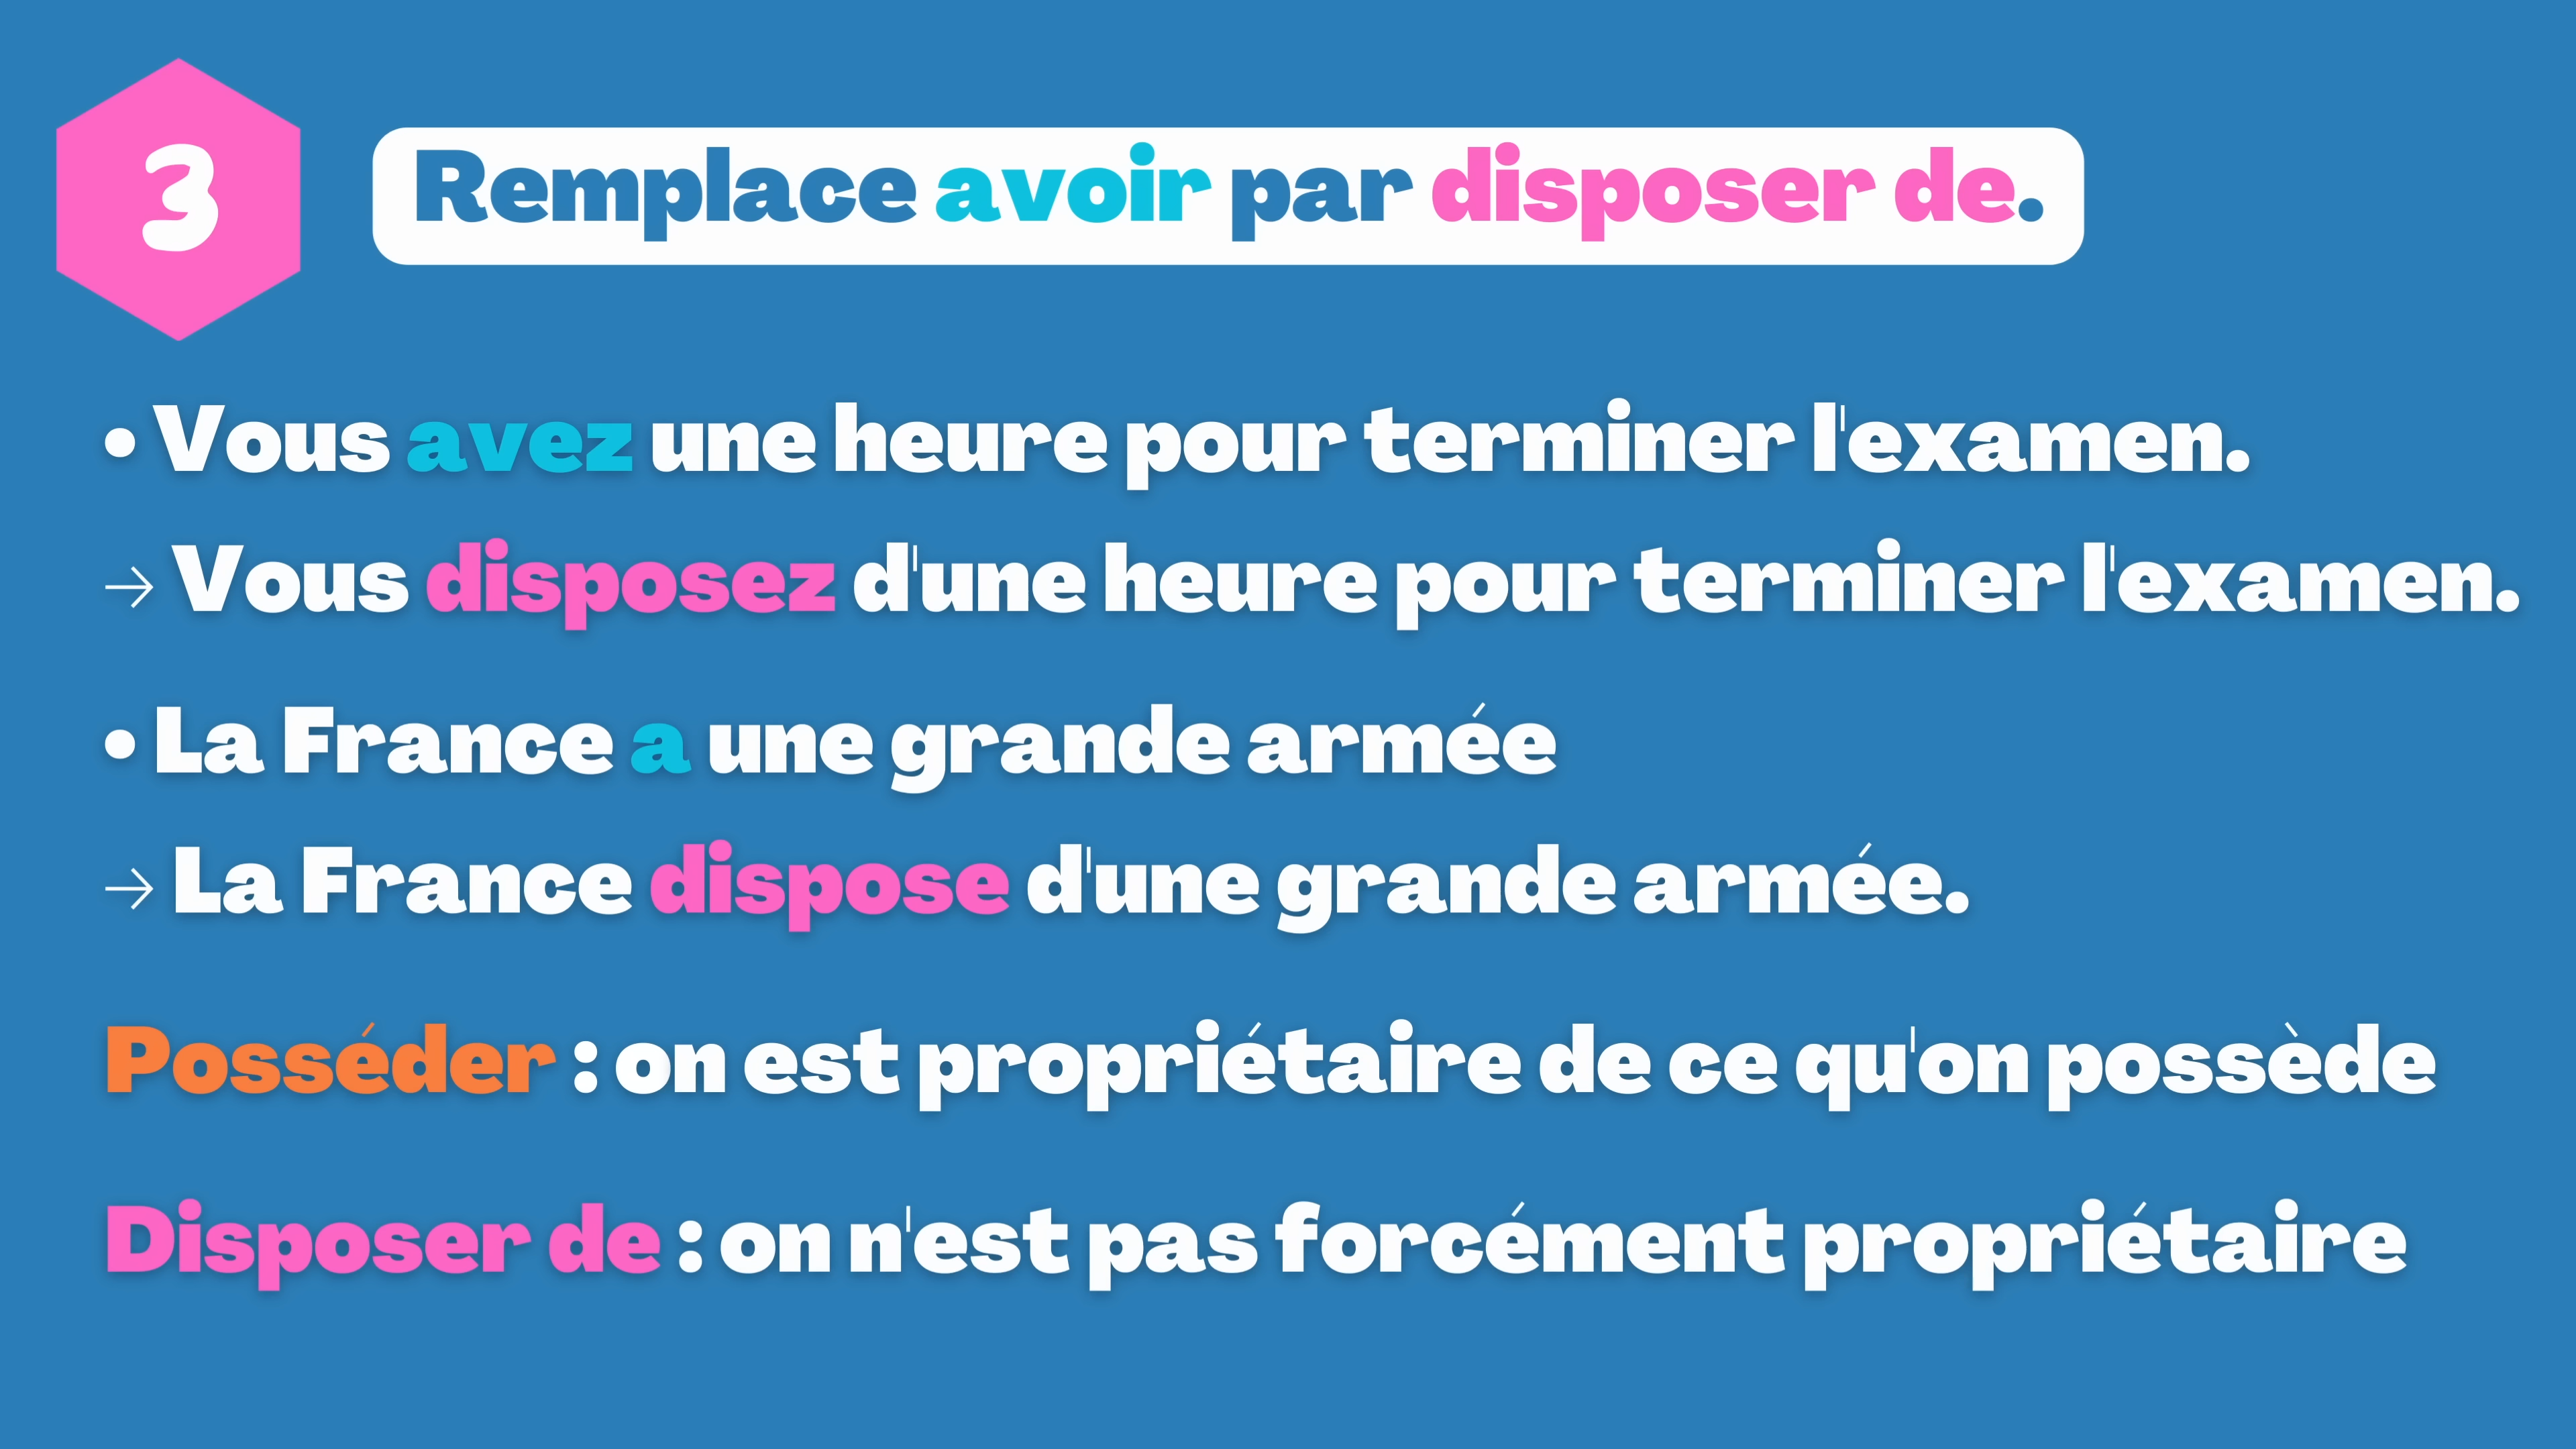 3
Remplace avoir par disposer de.
• Vous avez une heure pour terminer l'examen.
→ Vous disposez d'une heure pour terminer l'examen.
• La France a une grande armée
→ La France dispose d'une grande armée.
Posséder : on est propriétaire de ce qu'on possède
Disposer de : on n'est pas forcément propriétaire